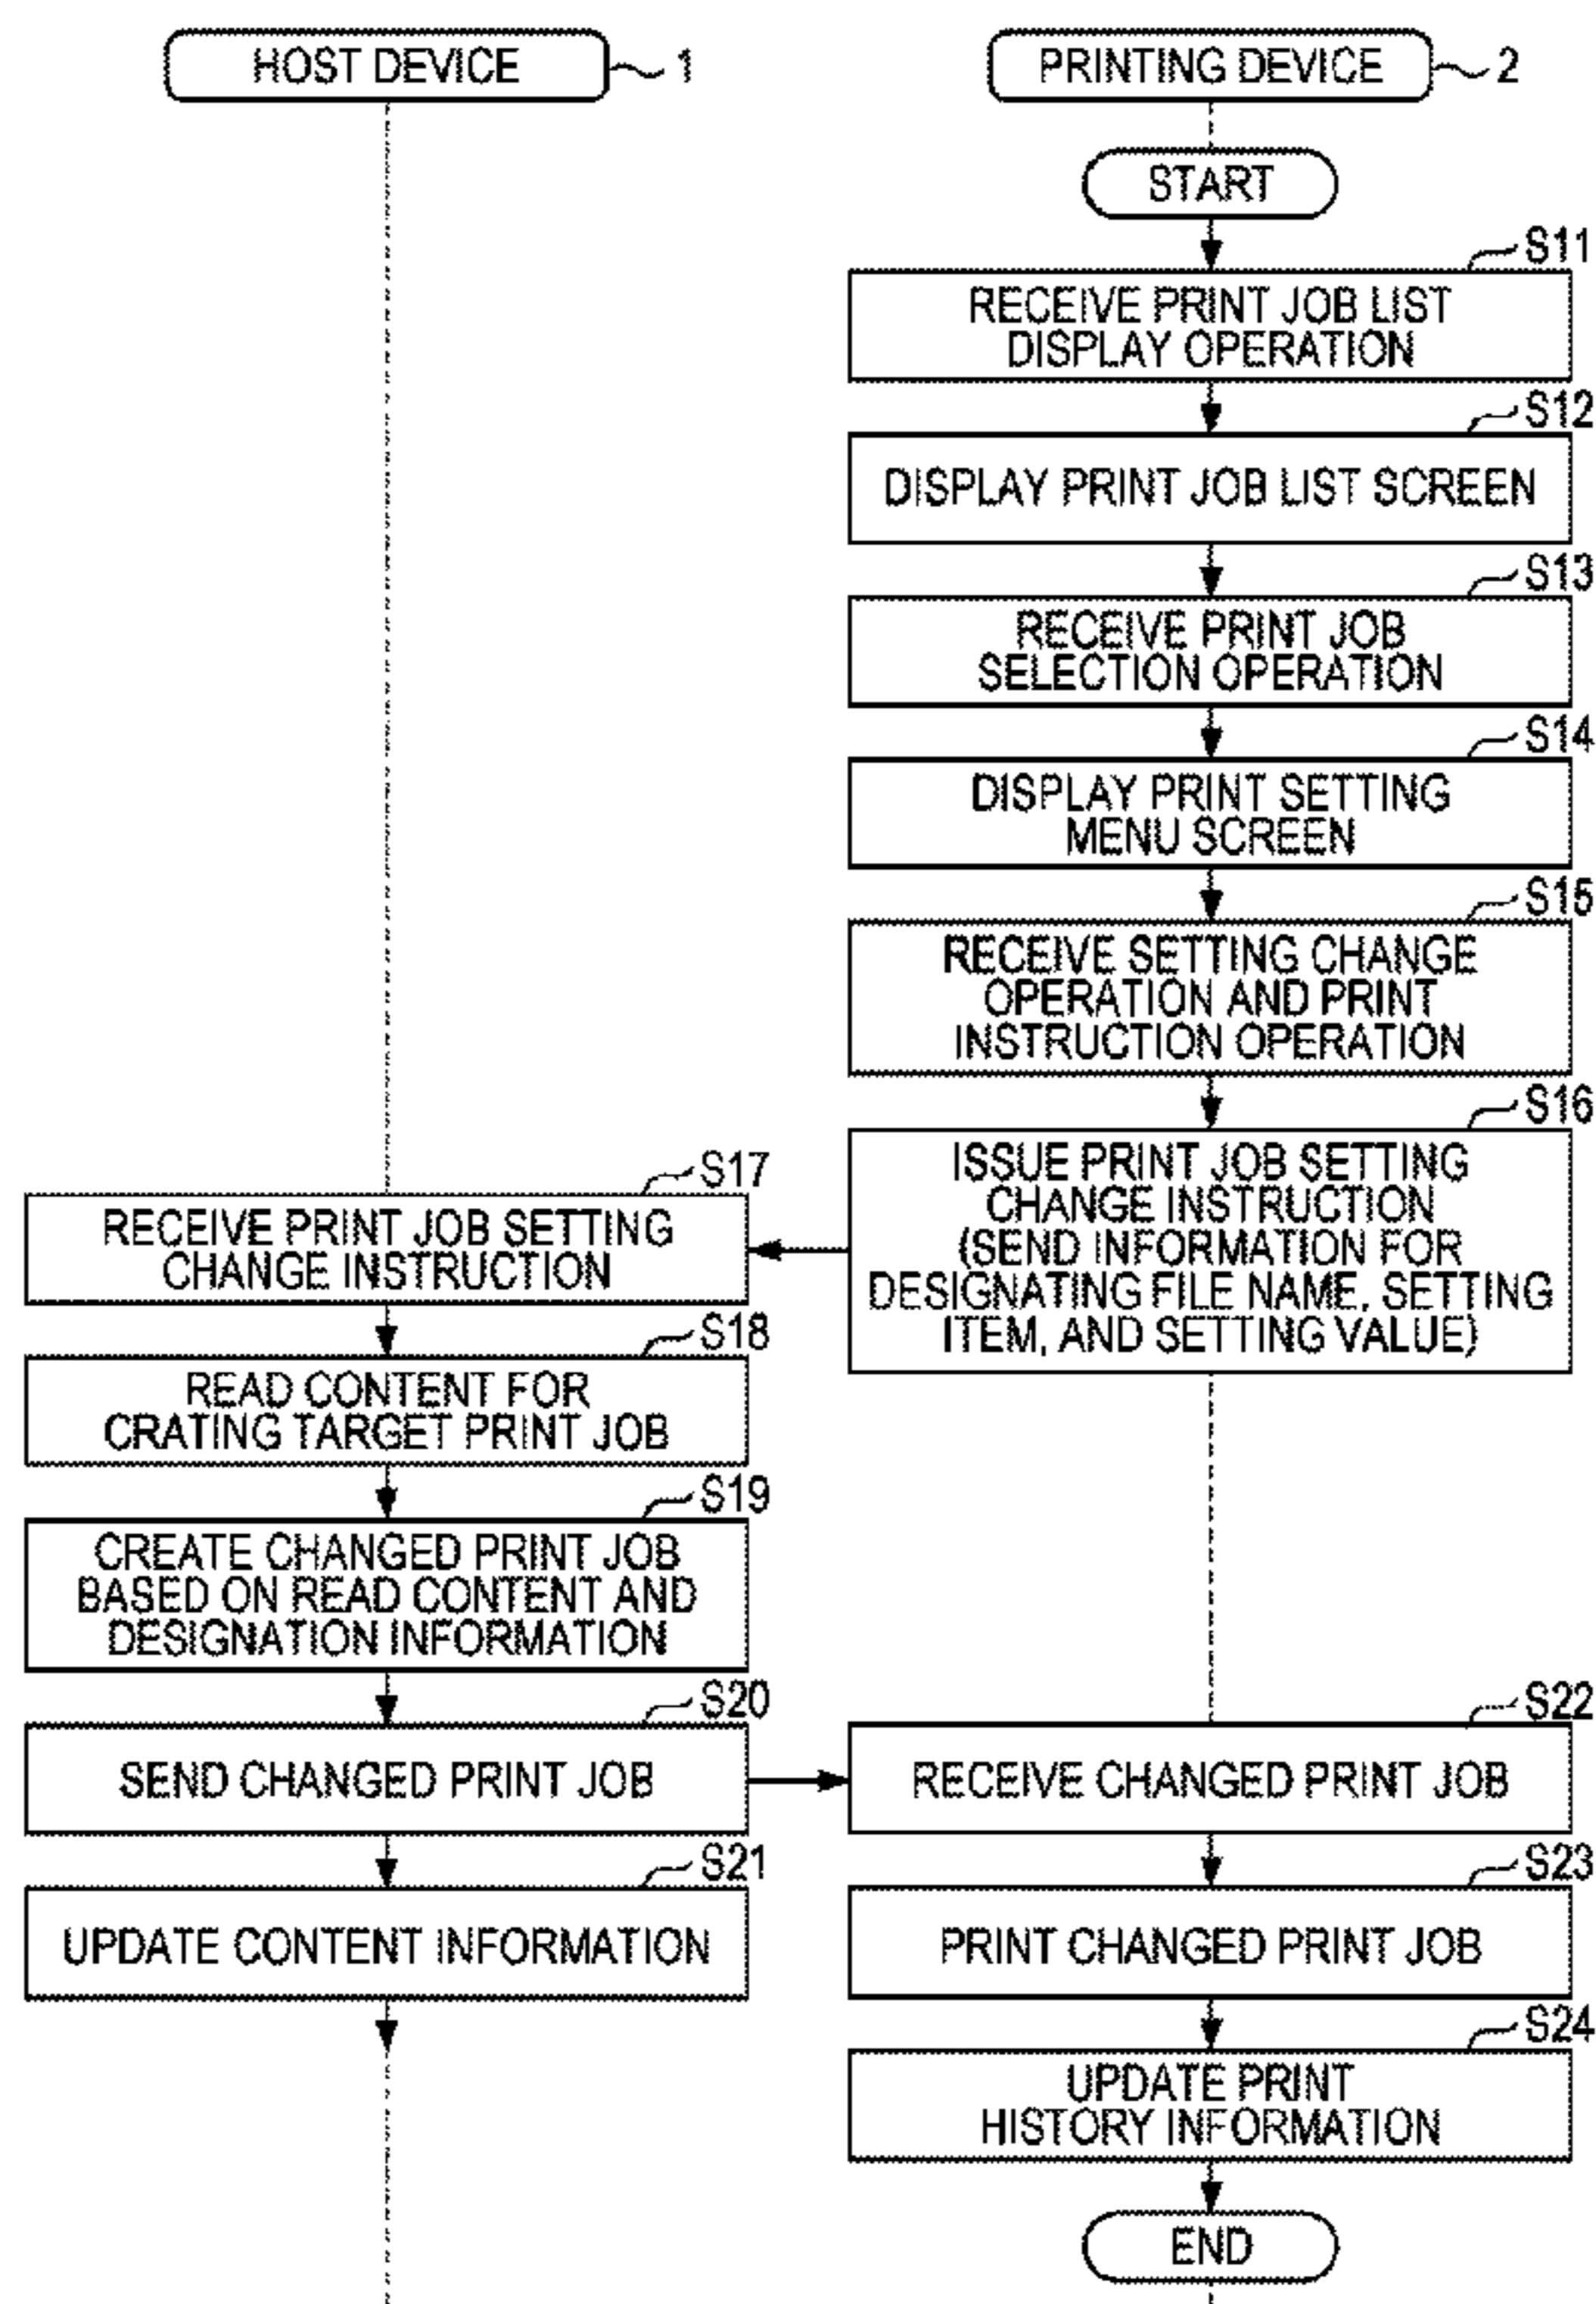 HOST DEVICE
1
PRINTING DEVICE
2
START
S11
RECEIVE PRINT JOB LIST
DISPLAY OPERATION
S12
DISPLAY PRINT JOB LIST SCREEN
S13
RECEIVE PRINT JOB
SELECTION OPERATION
S14
DISPLAY PRINT SETTING
MENU SCREEN
S15
RECEIVE SETTING CHANGE
OPERATION AND PRINT
INSTRUCTION OPERATION
S16
ISSUE PRINT JOB SETTING
CHANGE INSTRUCTION
(SEND INFORMATION FOR
DESIGNATING FILE NAME, SETTING
ITEM, AND SETTING VALUE)
S17
RECEIVE PRINT JOB SETTING
CHANGE INSTRUCTION
S18
READ CONTENT FOR
CRATING TARGET PRINT JOB
S19
CREATE CHANGED PRINT JOB
BASED ON READ CONTENT AND
DESIGNATION INFORMATION
S20
SEND CHANGED PRINT JOB
S21
UPDATE CONTENT INFORMATION
S22
RECEIVE CHANGED PRINT JOB
S23
PRINT CHANGED PRINT JOB
S24
UPDATE PRINT
HISTORY INFORMATION
END